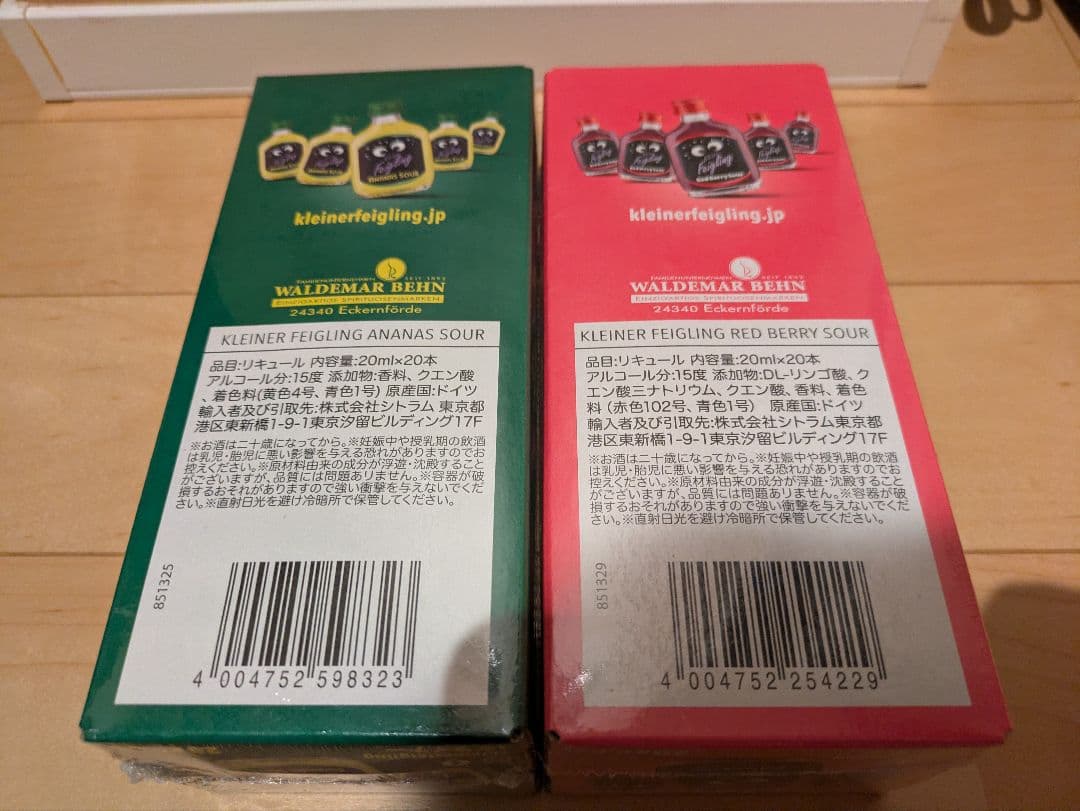 Feigling
ANANAS SOUR
kleinerfeigling.jp
FAMILIENUNTERNEHMEN SEIT 1892
WALDEMAR BEHN
EINZIGARTIGE SPIRITUOSENMARKEN
24340 Eckernförde
KLEINER FEIGLING ANANAS SOUR
品目:リキュール 内容量:20ml×20本
アルコール分:15度 添加物:香料、クエン酸
、着色料(黄色4号、青色1号) 原産国:ドイツ
輸入者及び引取先:株式会社シトラム 東京都
港区東新橋1-9-1東京汐留ビルディング17F
※お酒は二十歳になってから。※妊娠中や授乳期の飲酒
は乳児・胎児に悪い影響を与える恐れがありますのでお
控えください。※原材料由来の成分が浮遊・沈殿すること
がございますが、品質には問題ありません。※容器が破
損するおそれがありますので強い衝撃を与えないでくだ
さい。※直射日光を避け冷暗所で保管してください。
851325
4 004752 598323
Feigling
Red Berry Sour
kleinerfeigling.jp
FAMILIENUNTERNEHMEN SEIT 1892
WALDEMAR BEHN
EINZIGARTIGE SPIRITUOSENMARKEN
24340 Eckernförde
KLEINER FEIGLING RED BERRY SOUR
品目:リキュール 内容量:20ml×20本
アルコール分:15度 添加物:DL-リンゴ酸、ク
エン酸三ナトリウム、クエン酸、香料、着色
料 (赤色102号、青色1号) 原産国:ドイツ
輸入者及び引取先:株式会社シトラム 東京都
港区東新橋1-9-1東京汐留ビルディング17F
※お酒は二十歳になってから。※妊娠中や授乳期の飲酒
は乳児・胎児に悪い影響を与える恐れがありますのでお
控えください。※原材料由来の成分が浮遊・沈殿すること
がございますが、品質には問題ありません。※容器が破
損するおそれがありますので強い衝撃を与えないでくだ
さい。※直射日光を避け冷暗所で保管してください。
851329
4 004752 254229